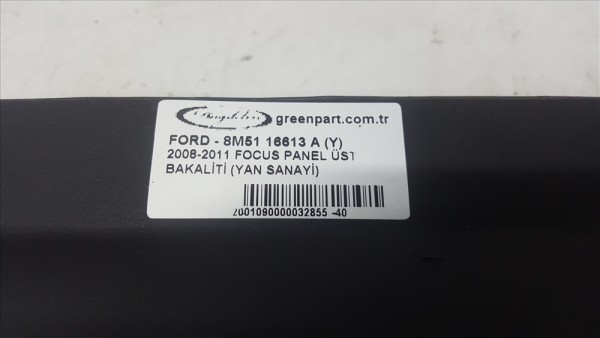 greenpart.com.tr
FORD - 8M51 16613 A (Y)
2008-2011 FOCUS PANEL ÜST
BAKALİTİ (YAN SANAYİ)
2001090000032855 -40